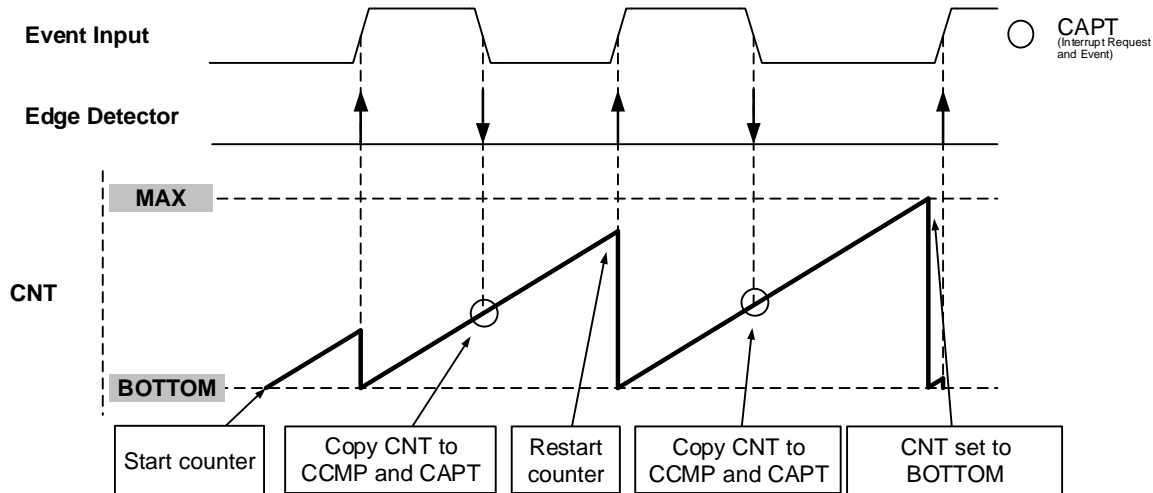 Event Input
CAPT
(Interrupt Request
and Event)
Edge Detector
MAX
CNT
BOTTOM
Start counter
Copy CNT to
CCMP and CAPT
Restart
counter
Copy CNT to
CCMP and CAPT
CNT set to
BOTTOM